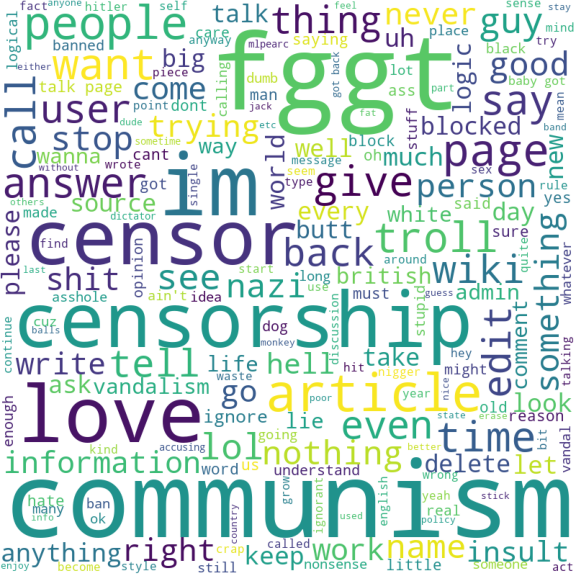 fact anyone hitler self talk care never guy sense stay
people banned thing uh place mind
logical anyway mlpearc saying feel try
either want big dumb calling fggt got back lot part black good baby got
talk page piece man jack ass logic say mean band
call user come point dont fat stuff
dude sometime etc blocked
stop trying block oh message much page new
wanna cant way well sex rule
without wrote world seem type person yes
answer got im single give said
others source every white day
made dictator butt
please find censor back troll sure wiki something whatever
opinion long around quite
shit see nazi use british admin
last asshole start must stupid guess
ain't idea discussion comment
continue balls cuz dog censorship hey edit
write tell life hell monkey take might talking
hit nigger nice
ask vandalism waste poor article year look
love go ignore lie even state old erase reason
enough accusing lol going nothing better time bit vandal
information kind word us understand delete let
hate info many ban ok communism grow country ignorant used english yeah real policy wrong stick
anything become right style crap still called keep nonsense work little name someone insult act
enjoy